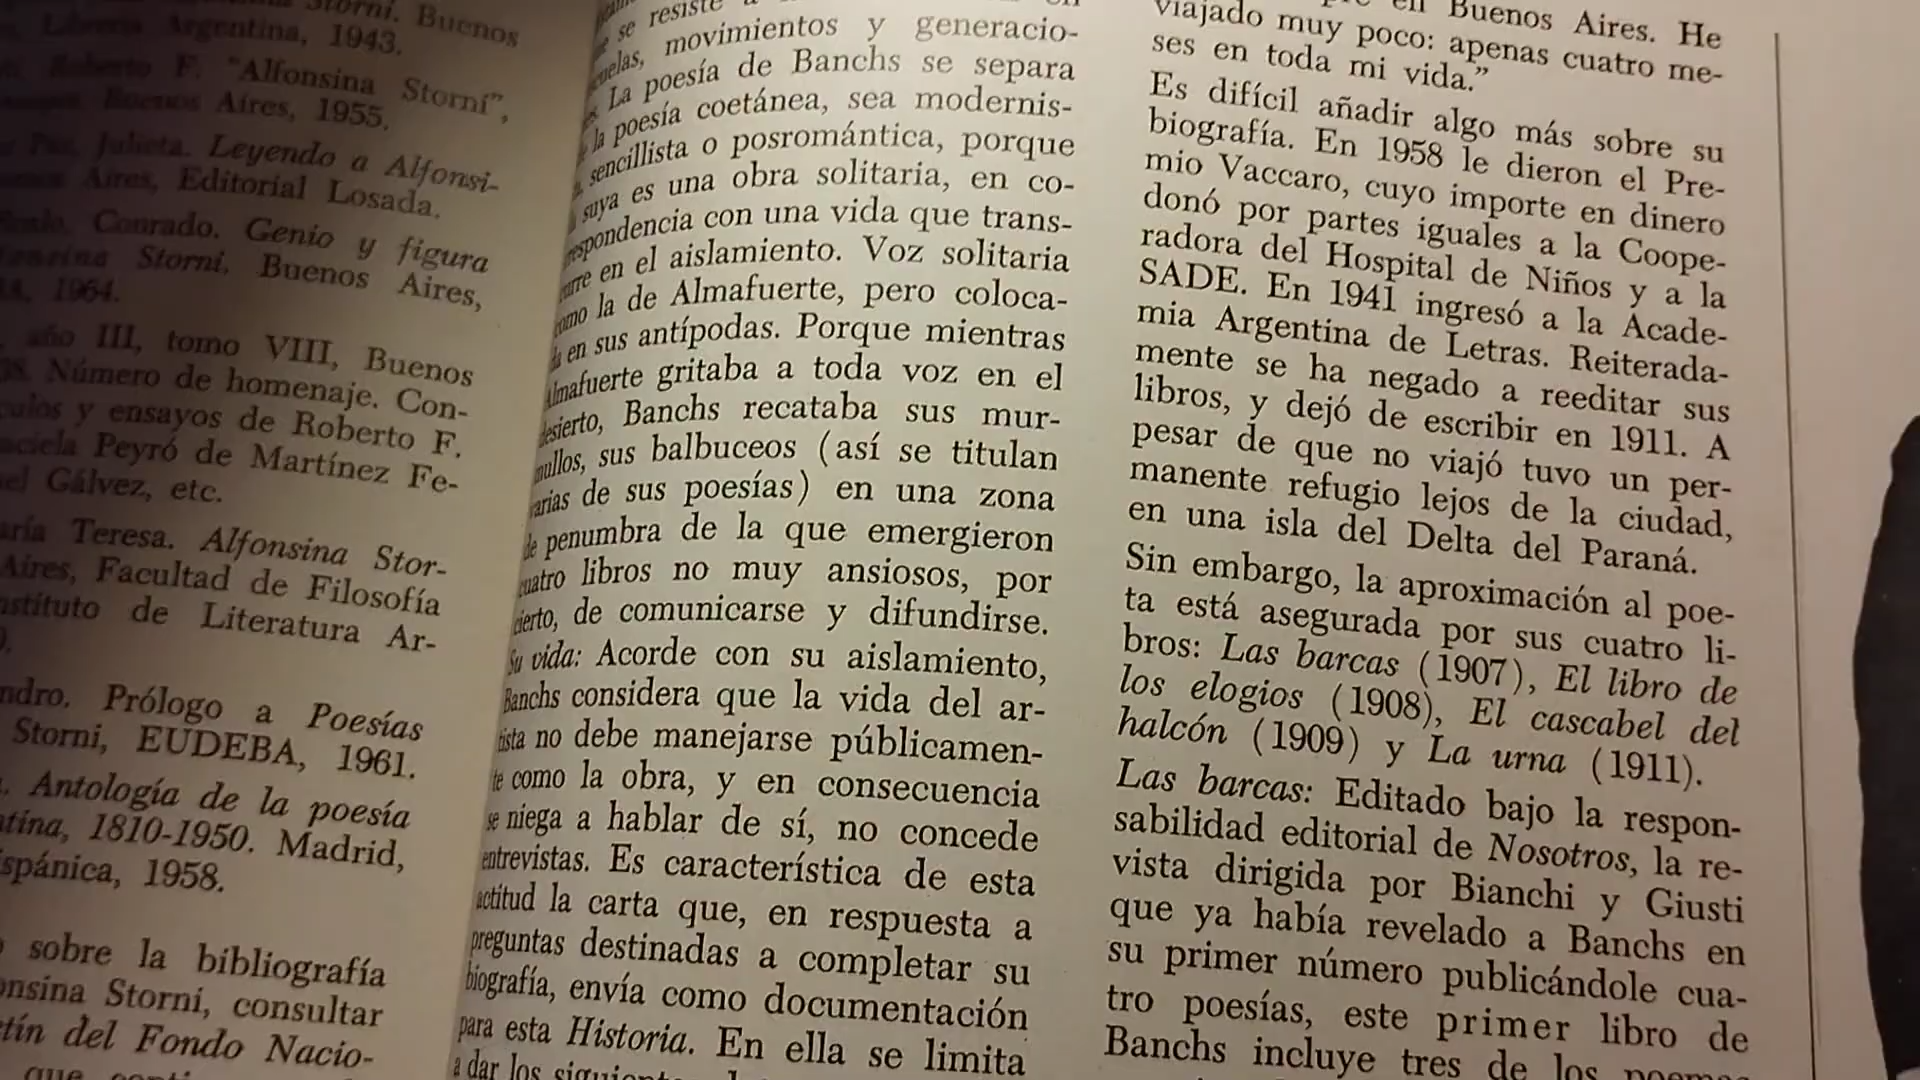 Storni. Buenos
Librería Argentina, 1943.
Roberto F. "Alfonsina Storni",
Buenos Aires, 1955.
Julieta. Leyendo a Alfonsi-
Aires, Editorial Losada.
Conrado. Genio y figura
Storni. Buenos Aires,
1964.
año III, tomo VIII, Buenos
Número de homenaje. Con-
y ensayos de Roberto F.
Peyró de Martínez Fe-
Gálvez, etc.
Teresa. Alfonsina Stor-
Aires, Facultad de Filosofía
de Literatura Ar-
Prólogo a Poesías
Storni, EUDEBA, 1961.
Antología de la poesía
1810-1950. Madrid,
1958.
sobre la bibliografía
Storni, consultar
del Fondo Nacio-
que
se resiste
movimientos y generacio-
La poesía de Banchs se separa
la poesía coetánea, sea modernis-
sencillista o posromántica, porque
suya es una obra solitaria, en co-
rrespondencia con una vida que trans-
curre en el aislamiento. Voz solitaria
como la de Almafuerte, pero coloca-
da en sus antípodas. Porque mientras
Almafuerte gritaba a toda voz en el
desierto, Banchs recataba sus mur-
mullos, sus balbuceos (así se titulan
varias de sus poesías) en una zona
de penumbra de la que emergieron
cuatro libros no muy ansiosos, por
cierto, de comunicarse y difundirse.
Su vida: Acorde con su aislamiento,
Banchs considera que la vida del ar-
tista no debe manejarse públicamen-
te como la obra, y en consecuencia
se niega a hablar de sí, no concede
entrevistas. Es característica de esta
actitud la carta que, en respuesta a
preguntas destinadas a completar su
biografía, envía como documentación
para esta Historia. En ella se limita
a dar los
en Buenos Aires. He
viajado muy poco: apenas cuatro me-
ses en toda mi vida."
Es difícil añadir algo más sobre su
biografía. En 1958 le dieron el Pre-
mio Vaccaro, cuyo importe en dinero
donó por partes iguales a la Coope-
radora del Hospital de Niños y a la
SADE. En 1941 ingresó a la Acade-
mia Argentina de Letras. Reiterada-
mente se ha negado a reeditar sus
libros, y dejó de escribir en 1911. A
pesar de que no viajó tuvo un per-
manente refugio lejos de la ciudad,
en una isla del Delta del Paraná.
Sin embargo, la aproximación al poe-
ta está asegurada por sus cuatro li-
bros: Las barcas (1907), El libro de
los elogios (1908), El cascabel del
halcón (1909) y La urna (1911).
Las barcas: Editado bajo la respon-
sabilidad editorial de Nosotros, la re-
vista dirigida por Bianchi y Giusti
que ya había revelado a Banchs en
su primer número publicándole cua-
tro poesías, este primer libro de
Banchs incluye tres de los poemas